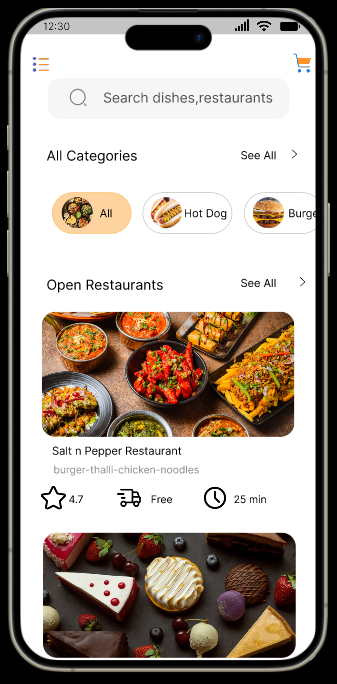 12:30
Search dishes,restaurants
All Categories
See All
All
Hot Dog
Burge
Open Restaurants
See All
Salt n Pepper Restaurant
burger-thalli-chicken-noodles
4.7
Free
25 min